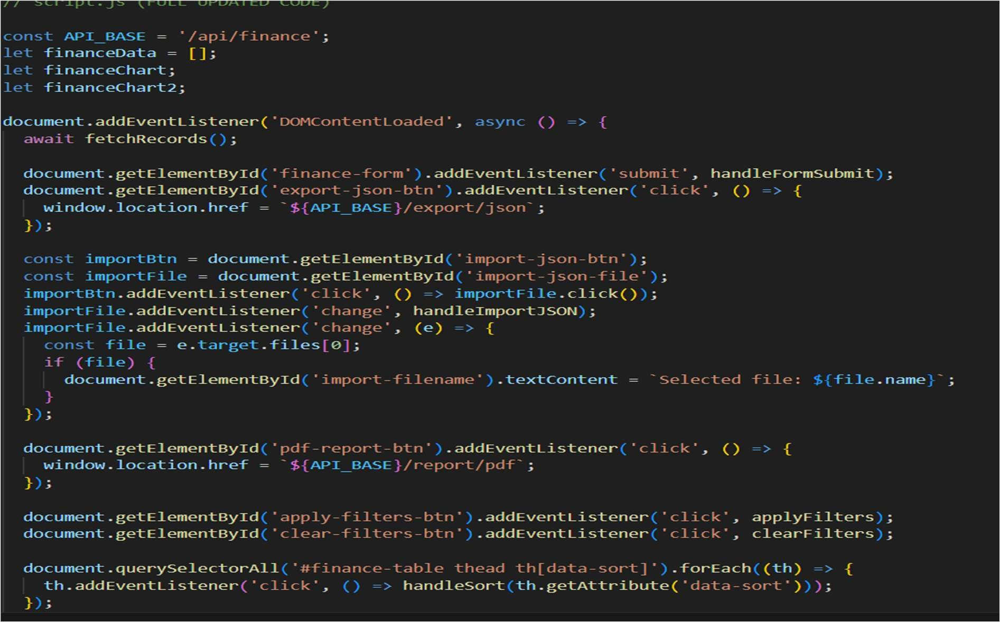 // script.js (FULL UPDATED CODE)
const API_BASE = '/api/finance';
let financeData = [];
let financeChart;
let financeChart2;
document.addEventListener('DOMContentLoaded', async () => {
await fetchRecords();
document.getElementById('finance-form').addEventListener('submit', handleFormSubmit);
document.getElementById('export-json-btn').addEventListener('click', () => {
window.location.href = `${API_BASE}/export/json`;
});
const importBtn = document.getElementById('import-json-btn');
const importFile = document.getElementById('import-json-file');
importBtn.addEventListener('click', () => importFile.click());
importFile.addEventListener('change', handleImportJSON);
importFile.addEventListener('change', (e) => {
const file = e.target.files[0];
if (file) {
document.getElementById('import-filename').textContent = `Selected file: ${file.name}`;
}
});
document.getElementById('pdf-report-btn').addEventListener('click', () => {
window.location.href = `${API_BASE}/report/pdf`;
});
document.getElementById('apply-filters-btn').addEventListener('click', applyFilters);
document.getElementById('clear-filters-btn').addEventListener('click', clearFilters);
document.querySelectorAll('#finance-table thead th[data-sort]').forEach((th) => {
th.addEventListener('click', () => handleSort(th.getAttribute('data-sort')));
});